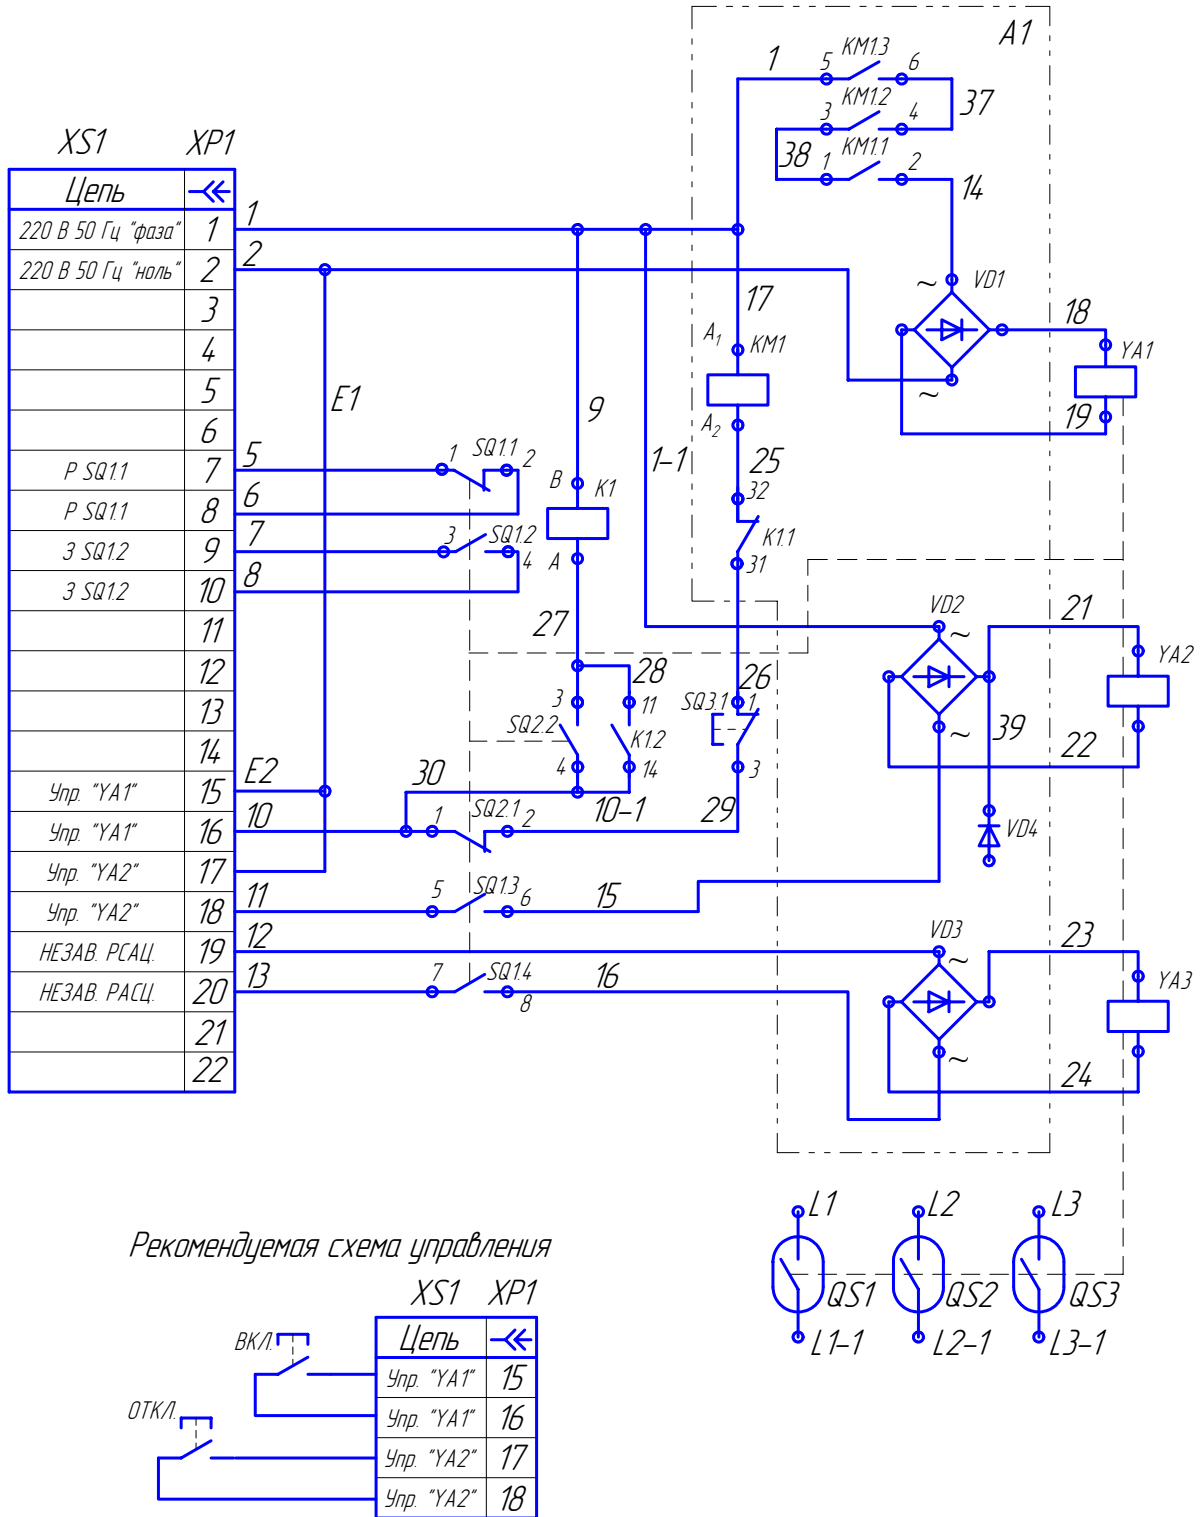 A1
1
5
KM1.3
6
3
KM1.2
4
37
38
1
KM1.1
2
14
XS1 XP1
Цепь
220 В 50 Гц "фаза" 1 1
220 В 50 Гц "ноль" 2 2
3
4
5
6
P SQ1.1 7 5
P SQ1.1 8 6
З SQ1.2 9 7
З SQ1.2 10 8
11
12
13
14
Упр. "YA1" 15 E2
Упр. "YA1" 16 10
Упр. "YA2" 17
Упр. "YA2" 18 11
НЕЗАВ. РСАЦ. 19 12
НЕЗАВ. РАСЦ. 20 13
21
22
E1
1 SQ1.1 2
3 SQ1.2 4
9
B K1
A
27
28
3
SQ2.2
4
11
K1.2
14
30
10-1
1 SQ2.1 2
29
5 SQ1.3 6
15
7 SQ1.4 8
16
1-1
17
A1 KM1
A2
25
32
K1.1
31
26
SQ3.1 1
3
~ VD1
~
18
YA1
19
VD2
~
~
21
YA2
39
22
VD4
VD3
~
~
23
YA3
24
L1 L2 L3
QS1 QS2 QS3
L1-1 L2-1 L3-1
Рекомендуемая схема управления
XS1 XP1
Цепь
ВКЛ.
Упр. "YA1" 15
Упр. "YA1" 16
ОТКЛ.
Упр. "YA2" 17
Упр. "YA2" 18